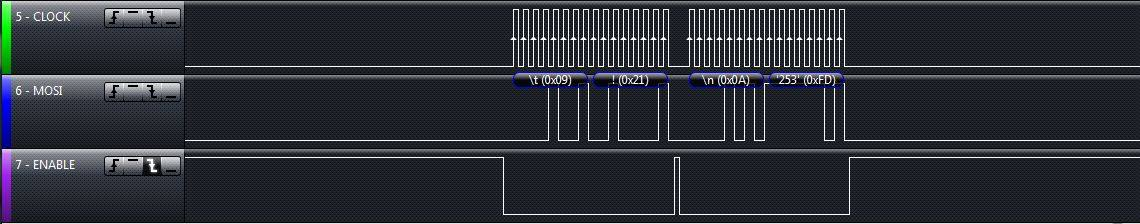 5 - CLOCK
\t (0x09) ! (0x21) \n (0x0A) '253' (0xFD)
6 - MOSI
7 - ENABLE